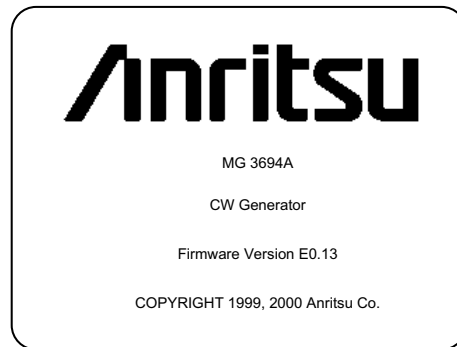 Anritsu
MG 3694A
CW Generator
Firmware Version E0.13
COPYRIGHT 1999, 2000 Anritsu Co.